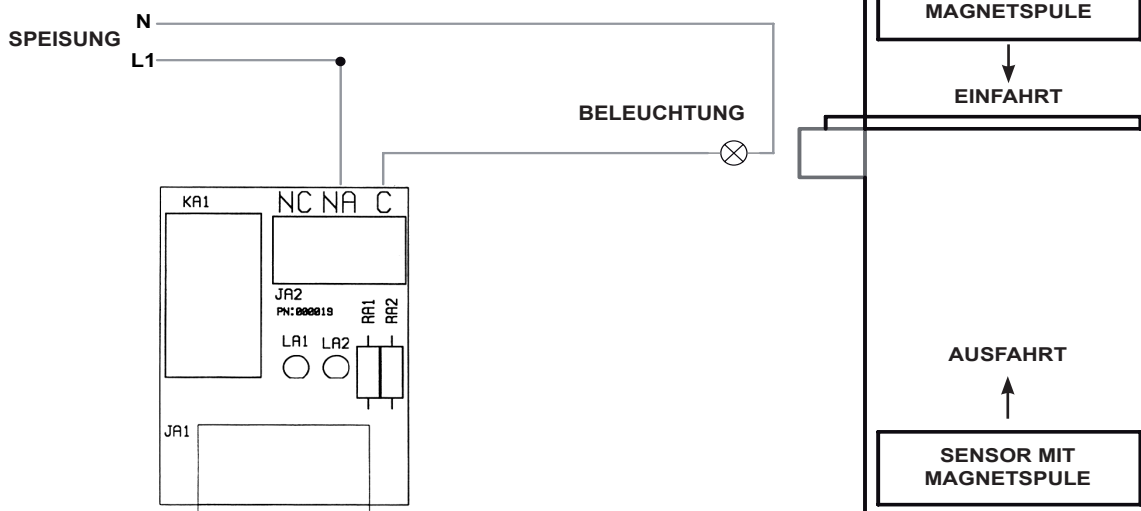 SPEISUNG
N
L1
BELEUCHTUNG
KA1
NC NA C
JA2
PN:000019
RA1
RA2
LA1 LA2
JA1
MAGNETSPULE
EINFAHRT
AUSFAHRT
SENSOR MIT
MAGNETSPULE